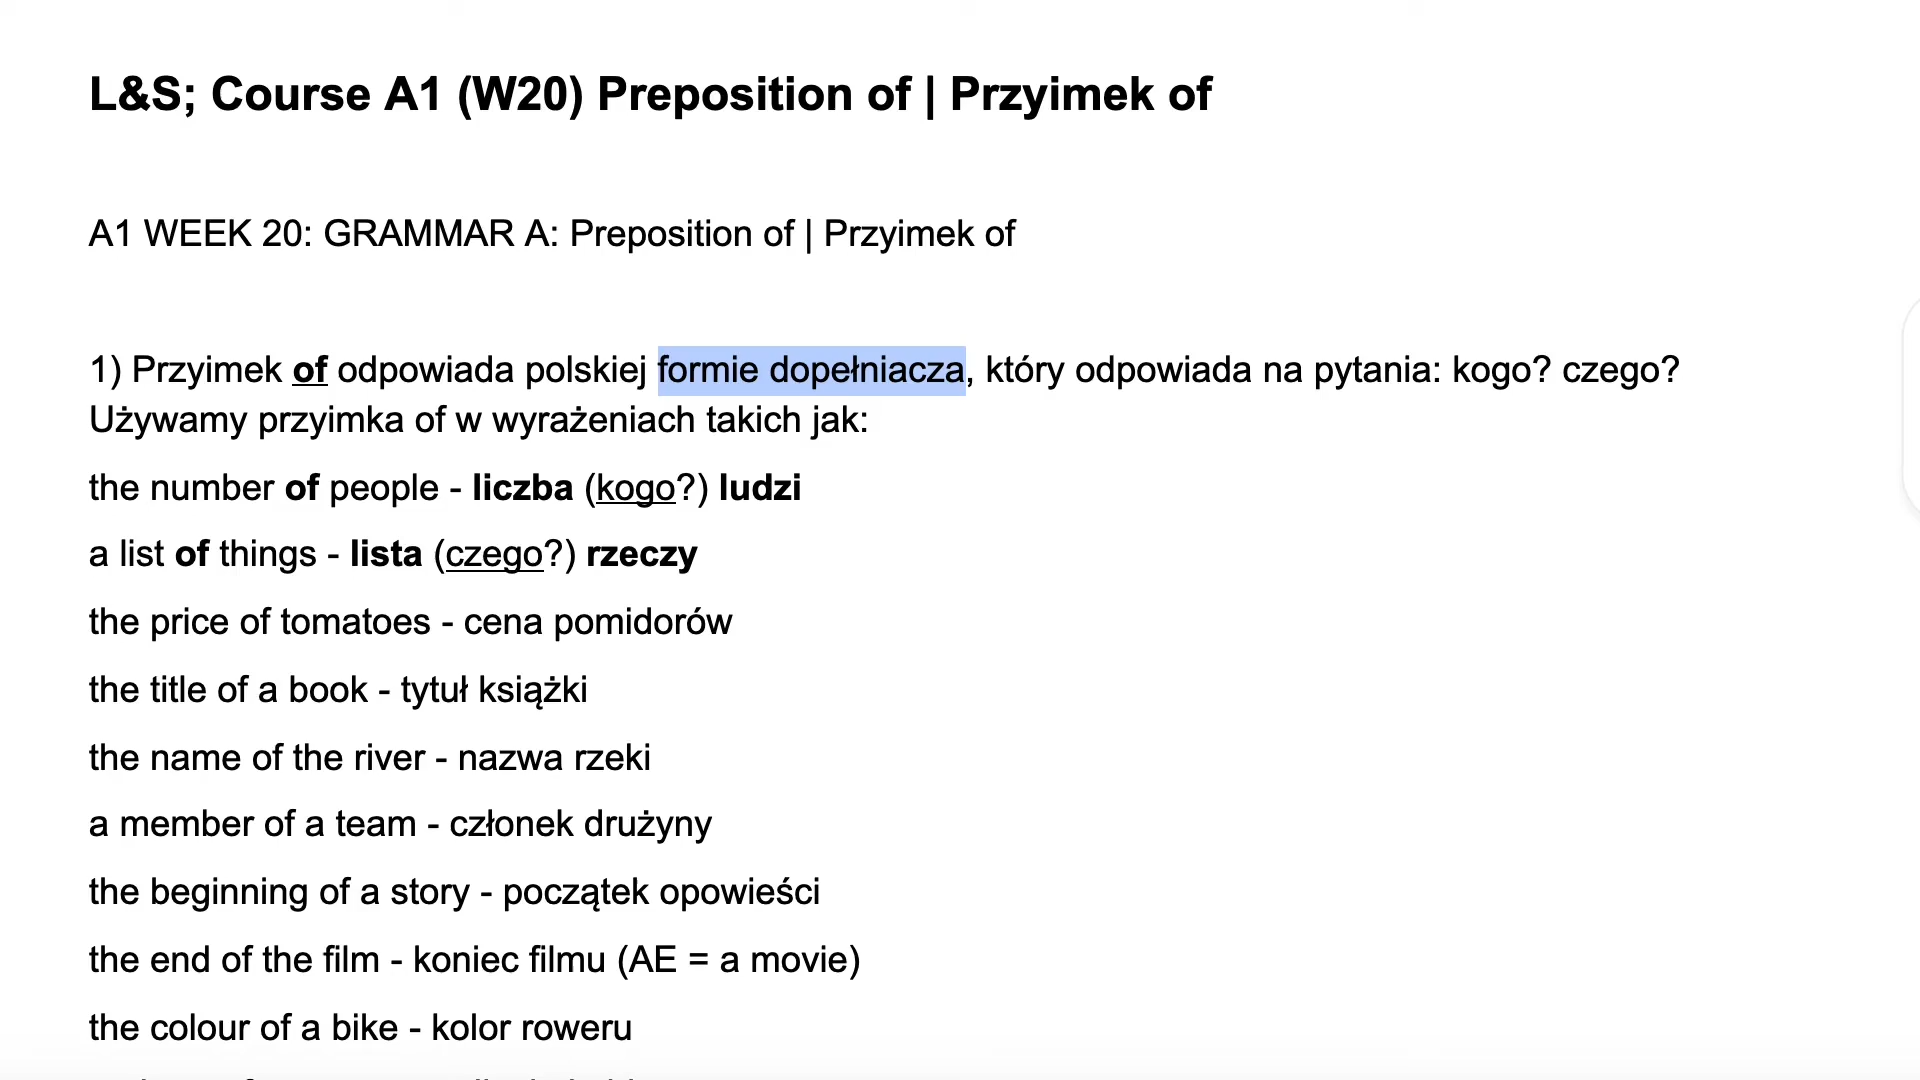 L&S; Course A1 (W20) Preposition of | Przyimek of
A1 WEEK 20: GRAMMAR A: Preposition of | Przyimek of
1) Przyimek of odpowiada polskiej formie dopełniacza, który odpowiada na pytania: kogo? czego?
Używamy przyimka of w wyrażeniach takich jak:
the number of people - liczba (kogo?) ludzi
a list of things - lista (czego?) rzeczy
the price of tomatoes - cena pomidorów
the title of a book - tytuł książki
the name of the river - nazwa rzeki
a member of a team - członek drużyny
the beginning of a story - początek opowieści
the end of the film - koniec filmu (AE = a movie)
the colour of a bike - kolor roweru